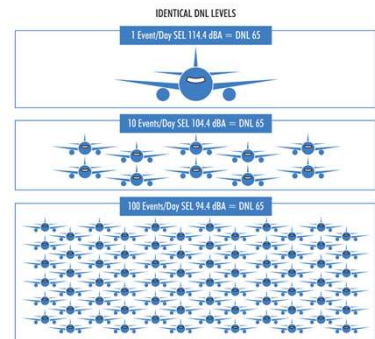 IDENTICAL DNL LEVELS
1 Event/Day SEL 114.4 dBA = DNL 65
10 Events/Day SEL 104.4 dBA = DNL 65
100 Events/Day SEL 94.4 dBA = DNL 65